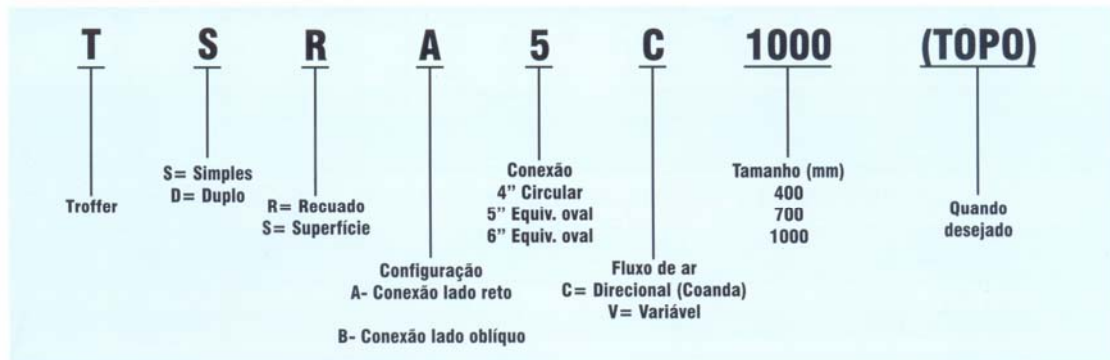 T S R A 5 C 1000 (TOPO)
Troffer
S= Simples
D= Duplo
R= Recuado
S= Superfície
Configuração
A- Conexão lado reto
B- Conexão lado oblíquo
Conexão
4” Circular
5” Equiv. oval
6” Equiv. oval
Fluxo de ar
C= Direcional (Coanda)
V= Variável
Tamanho (mm)
400
700
1000
Quando
desejado